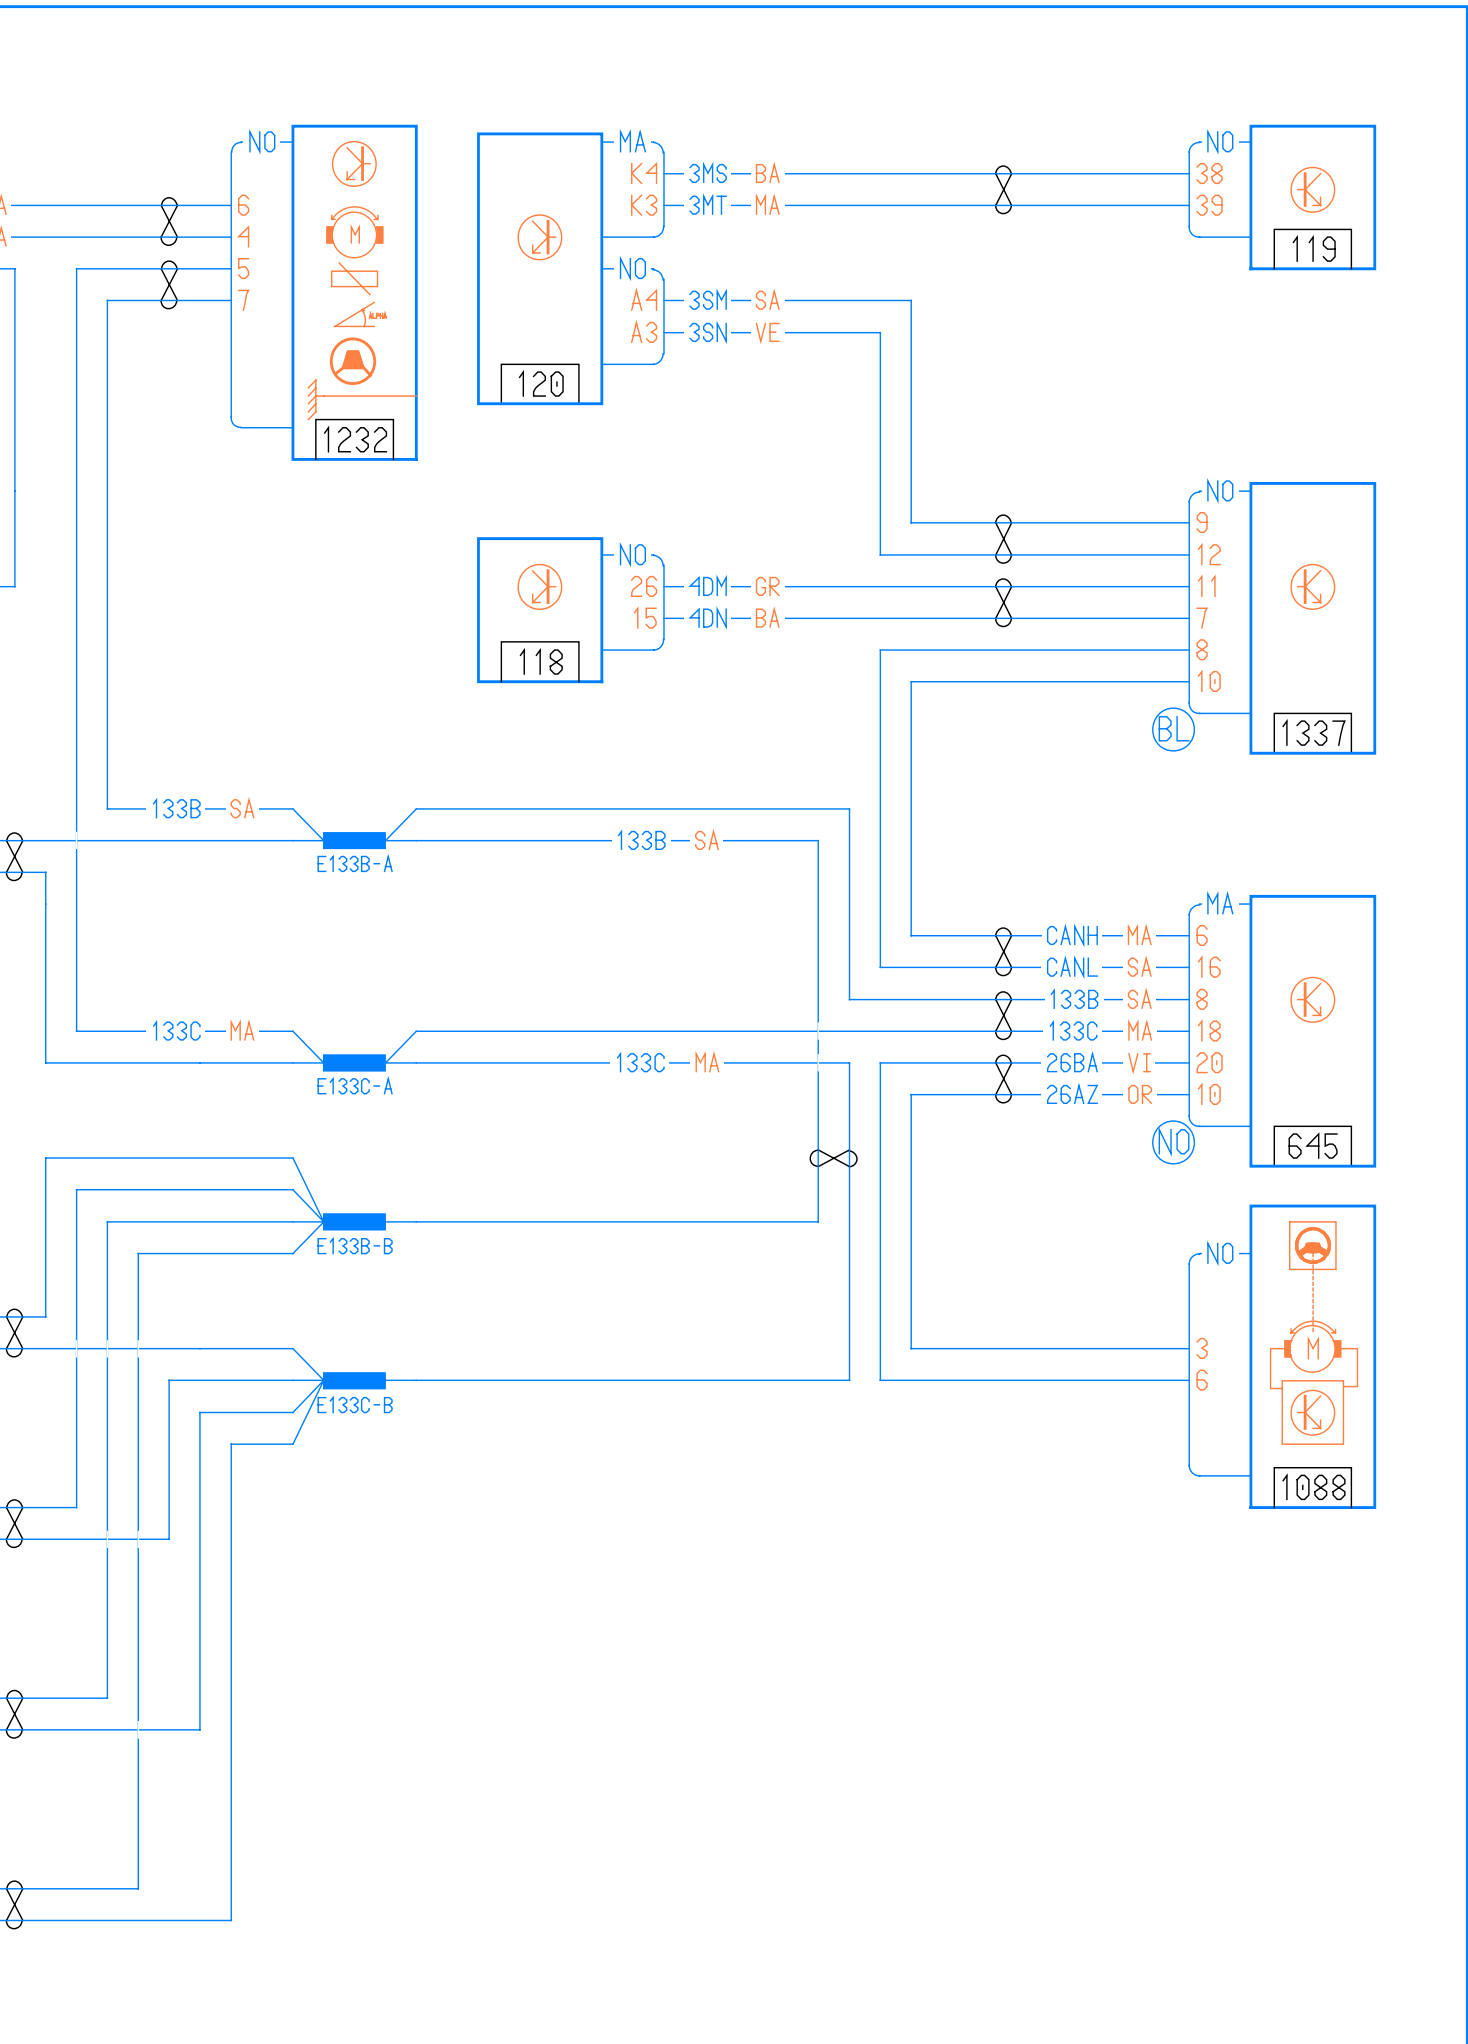 NO
6
4
5
7
M
ALPHA
1232
MA
K4 3MS BA
K3 3MT MA
NO
A4 3SM SA
A3 3SN VE
120
NO
38
39
119
NO
26 4DM GR
15 4DN BA
118
NO
9
12
11
7
8
10
BL
1337
133B SA
E133B-A
133B SA
133C MA
E133C-A
133C MA
MA
CANH MA 6
CANL SA 16
133B SA 8
133C MA 18
26BA VI 20
26AZ OR 10
NO
645
E133B-B
E133C-B
NO
3
6
M
1088